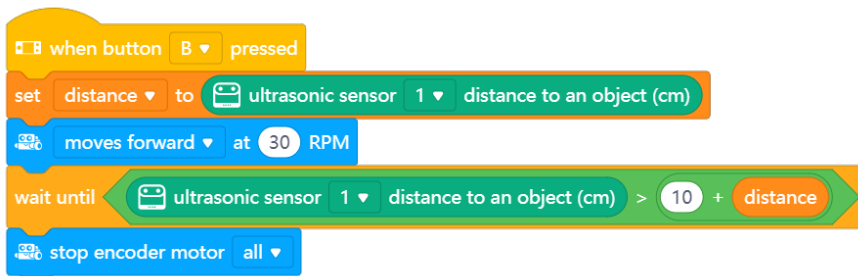 when button B pressed
set distance to ultrasonic sensor 1 distance to an object (cm)
moves forward at 30 RPM
wait until ultrasonic sensor 1 distance to an object (cm) > 10 + distance
stop encoder motor all